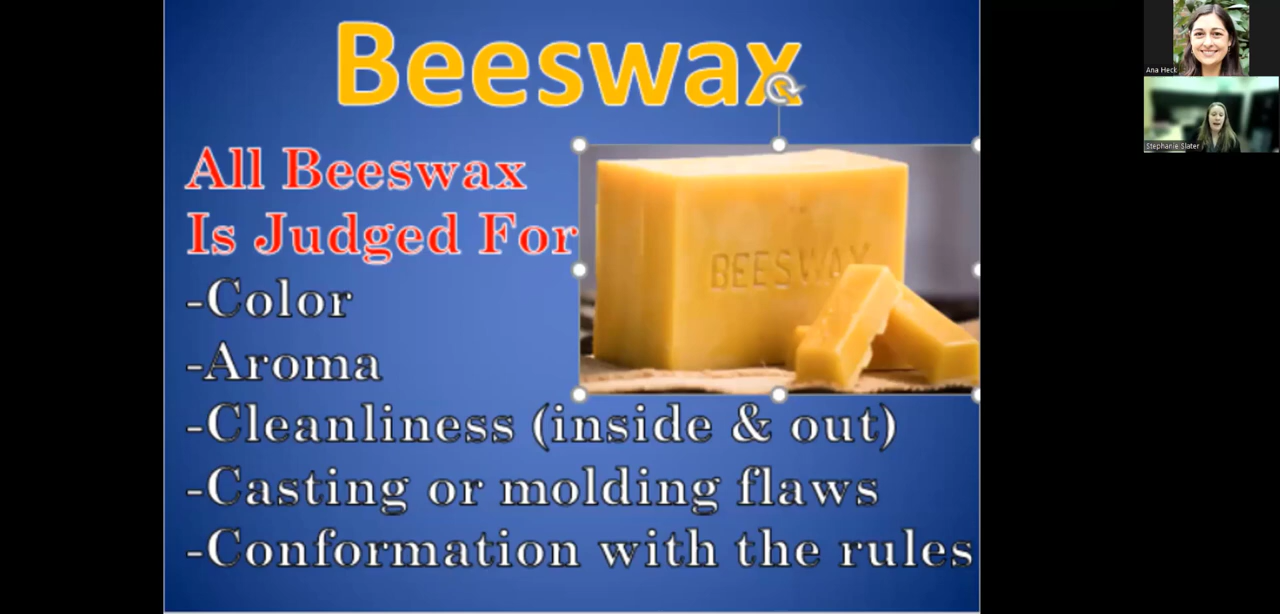 Beeswax
All Beeswax
Is Judged For
-Color
-Aroma
-Cleanliness (inside & out)
-Casting or molding flaws
-Conformation with the rules
BEESWAX
Ana Heck
Stephanie Slater